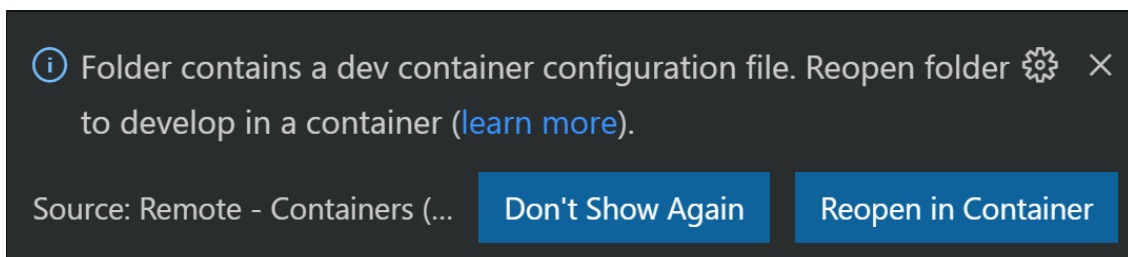 Folder contains a dev container configuration file. Reopen folder
to develop in a container (learn more).
Source: Remote - Containers (...
Don't Show Again
Reopen in Container